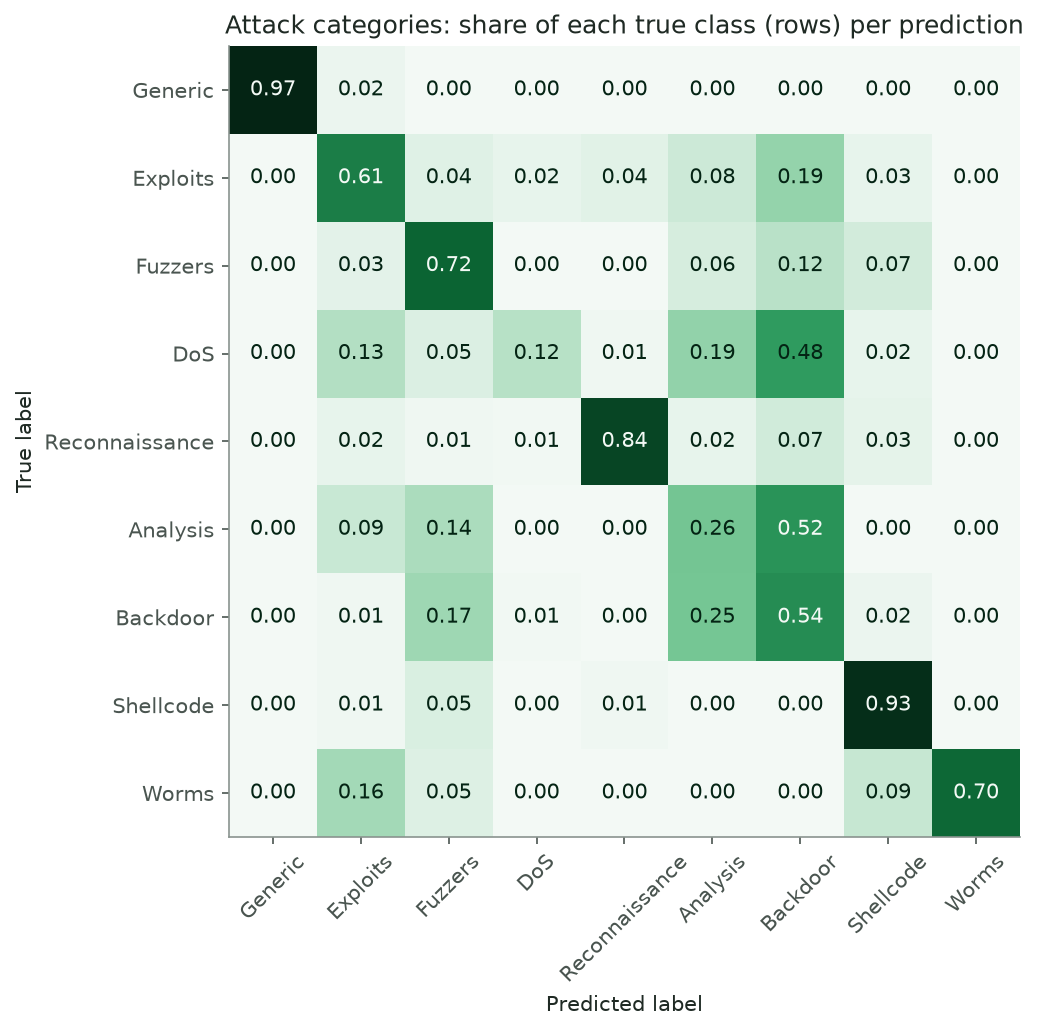 Attack categories: share of each true class (rows) per prediction
Generic 0.97 0.02 0.00 0.00 0.00 0.00 0.00 0.00 0.00
Exploits 0.00 0.61 0.04 0.02 0.04 0.08 0.19 0.03 0.00
Fuzzers 0.00 0.03 0.72 0.00 0.00 0.06 0.12 0.07 0.00
DoS 0.00 0.13 0.05 0.12 0.01 0.19 0.48 0.02 0.00
Reconnaissance 0.00 0.02 0.01 0.01 0.84 0.02 0.07 0.03 0.00
Analysis 0.00 0.09 0.14 0.00 0.00 0.26 0.52 0.00 0.00
Backdoor 0.00 0.01 0.17 0.01 0.00 0.25 0.54 0.02 0.00
Shellcode 0.00 0.01 0.05 0.00 0.01 0.00 0.00 0.93 0.00
Worms 0.00 0.16 0.05 0.00 0.00 0.00 0.00 0.09 0.70
True label
Generic Exploits Fuzzers DoS Reconnaissance Analysis Backdoor Shellcode Worms
Predicted label